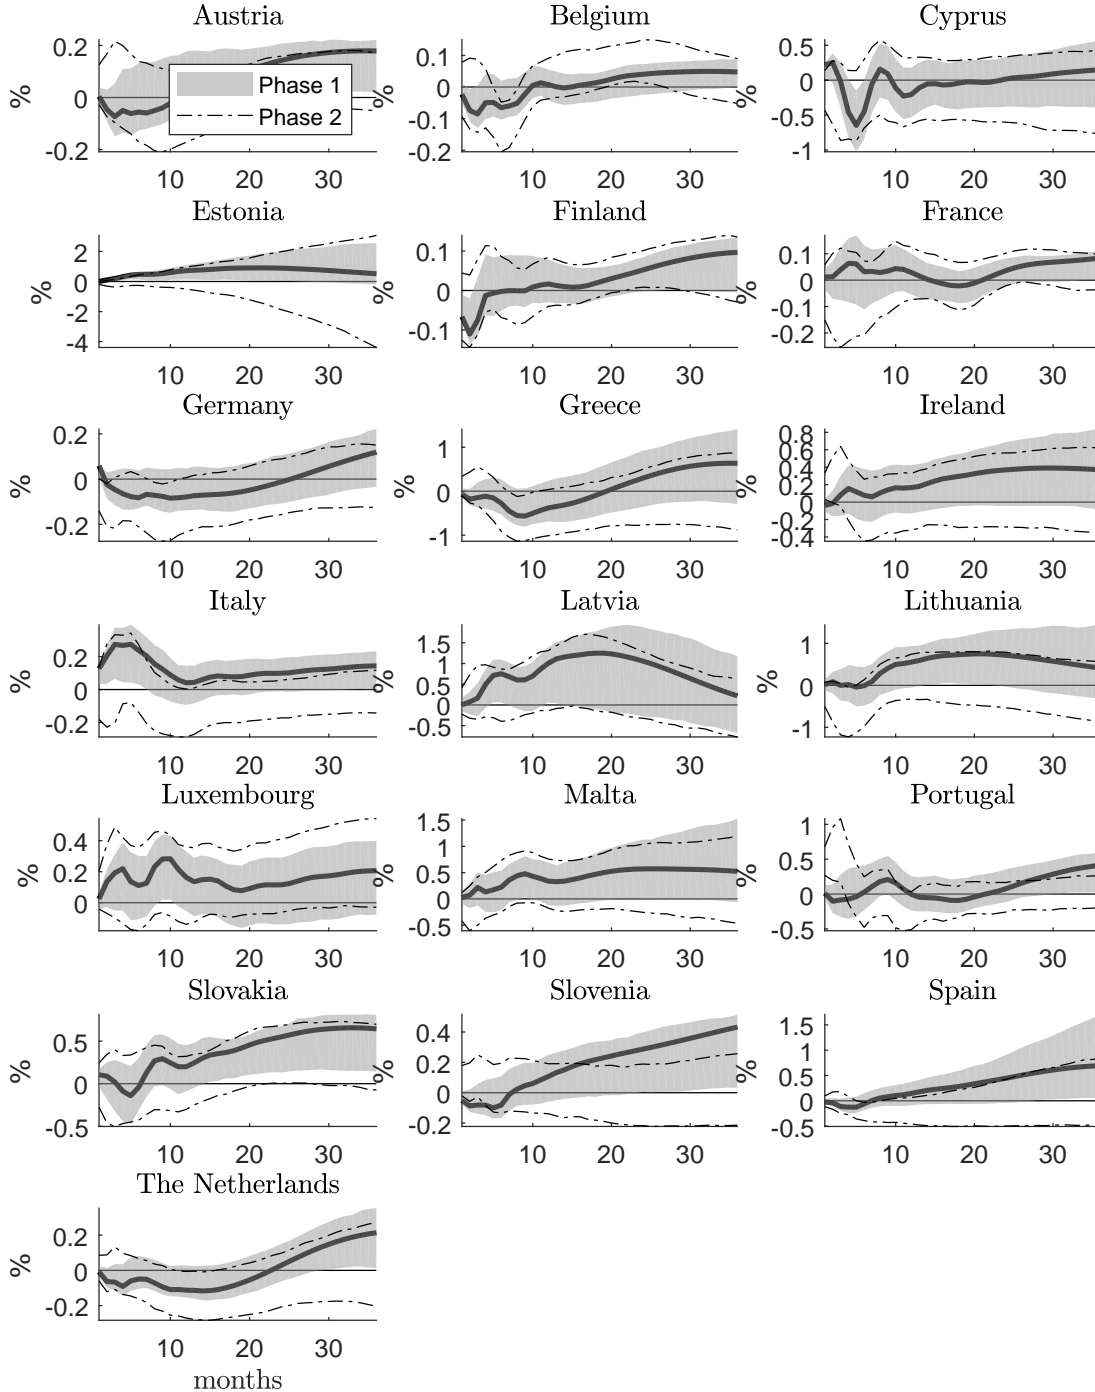 Austria
0.2
0
-0.2
%
Phase 1
Phase 2
10 20 30
Belgium
0.1
0
-0.1
-0.2
%
10 20 30
Cyprus
0.5
0
-0.5
-1
%
10 20 30
Estonia
2
0
-2
-4
%
10 20 30
Finland
0.1
0
-0.1
%
10 20 30
France
0.1
0
-0.1
-0.2
%
10 20 30
Germany
0.2
0
-0.2
%
10 20 30
Greece
1
0
-1
%
10 20 30
Ireland
0.8
0.6
0.4
0.2
0
-0.2
-0.4
%
10 20 30
Italy
0.2
0
-0.2
%
10 20 30
Latvia
1.5
1
0.5
0
-0.5
%
10 20 30
Lithuania
1
0
-1
%
10 20 30
Luxembourg
0.4
0.2
0
%
10 20 30
Malta
1.5
1
0.5
0
-0.5
%
10 20 30
Portugal
1
0.5
0
-0.5
%
10 20 30
Slovakia
0.5
0
-0.5
%
10 20 30
Slovenia
0.4
0.2
0
-0.2
%
10 20 30
Spain
1.5
1
0.5
0
-0.5
%
10 20 30
The Netherlands
0.2
0
-0.2
%
10 20 30
months